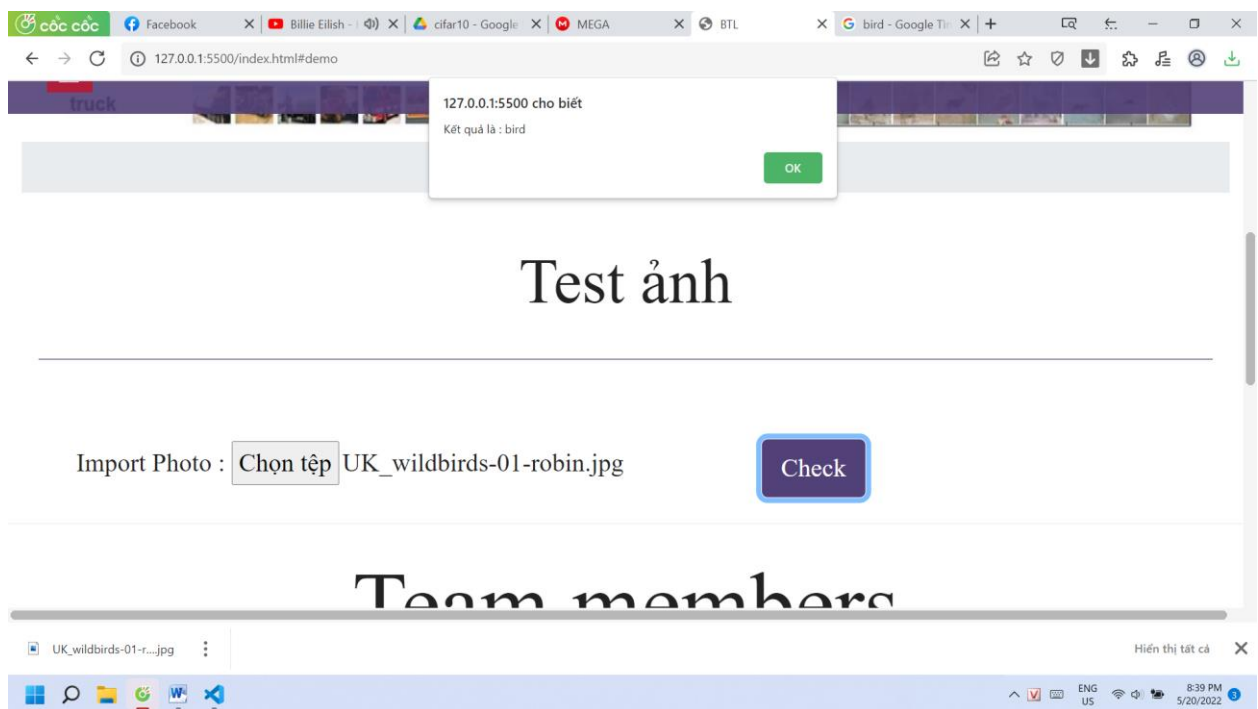 cốc cốc
Facebook
Billie Eilish -
cifar10 - Google
MEGA
BTL
bird - Google Tì
127.0.0.1:5500/index.html#demo
truck
127.0.0.1:5500 cho biết
Kết quả là : bird
OK
Test ảnh
Import Photo : Chọn tệp UK_wildbirds-01-robin.jpg
Check
Team members
UK_wildbirds-01-r....jpg
Hiển thị tất cả
ENG
US
8:39 PM
5/20/2022
3